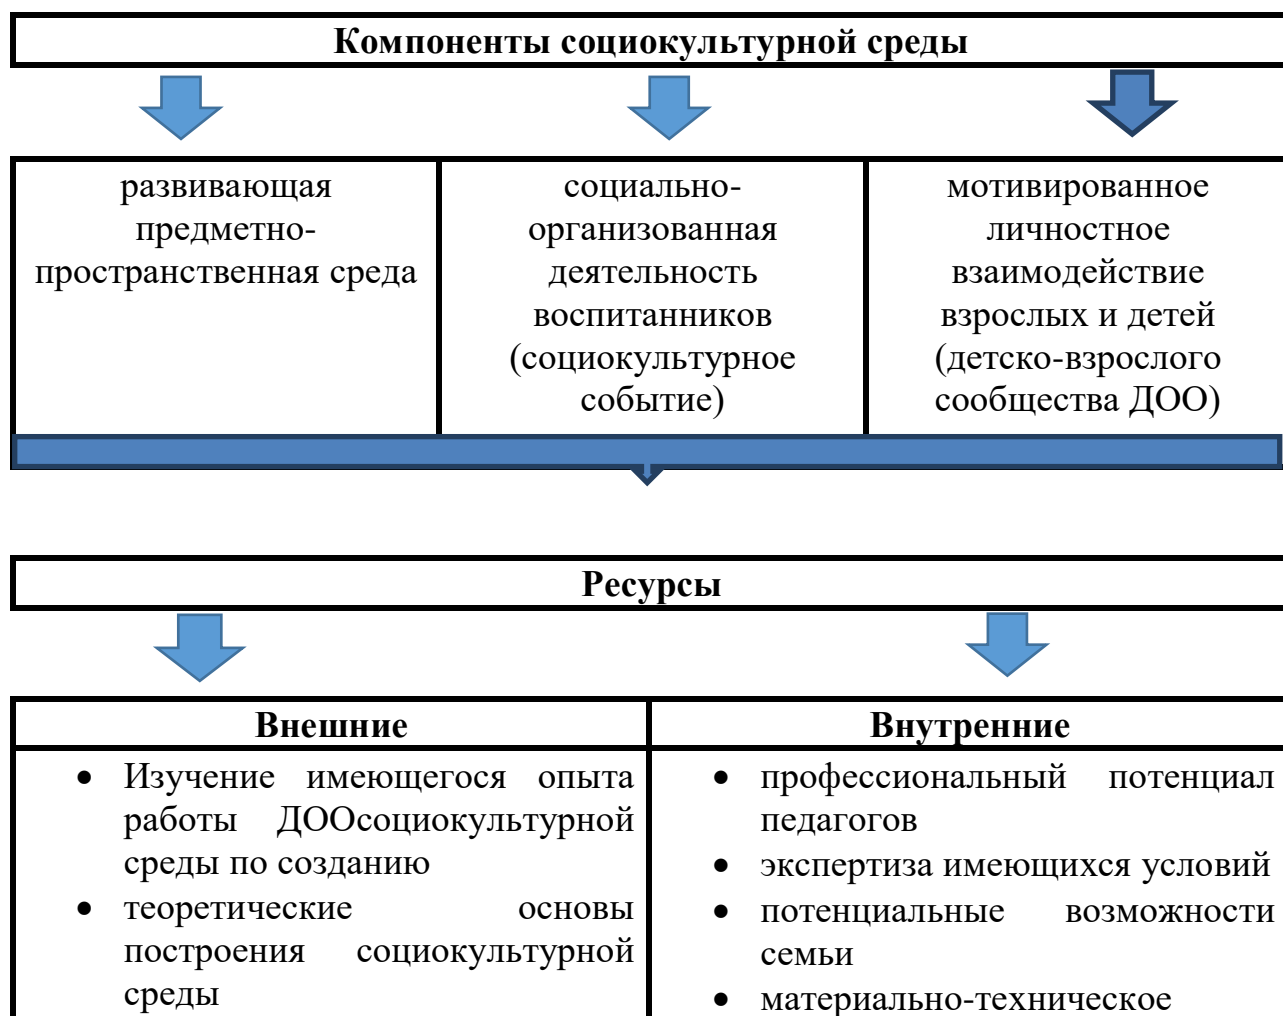 Компоненты социокультурной среды
развивающая
предметно-
пространственная среда
социально-
организованная
деятельность
воспитанников
(социокультурное
событие)
мотивированное
личностное
взаимодействие
взрослых и детей
(детско-взрослого
сообщества ДОО)
Ресурсы
Внешние
Изучение имеющегося опыта
работы ДООсоциокультурной
среды по созданию
теоретические основы
построения социокультурной
среды
Внутренние
профессиональный потенциал
педагогов
экспертиза имеющихся условий
потенциальные возможности
семьи
материально-техническое